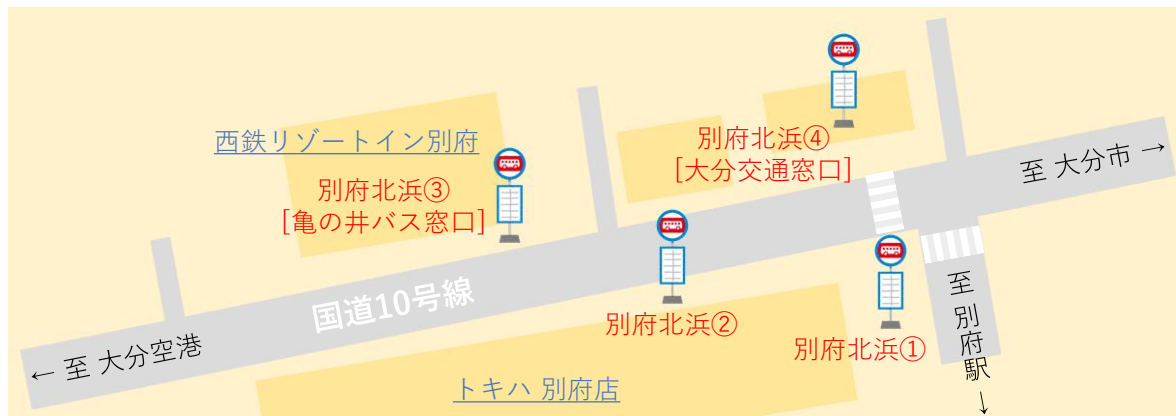 西鉄リゾートイン別府
別府北浜③
[亀の井バス窓口]
別府北浜④
[大分交通窓口]
至 大分市 →
国道10号線
別府北浜②
別府北浜①
至 別府駅 →
← 至 大分空港
トキハ 別府店